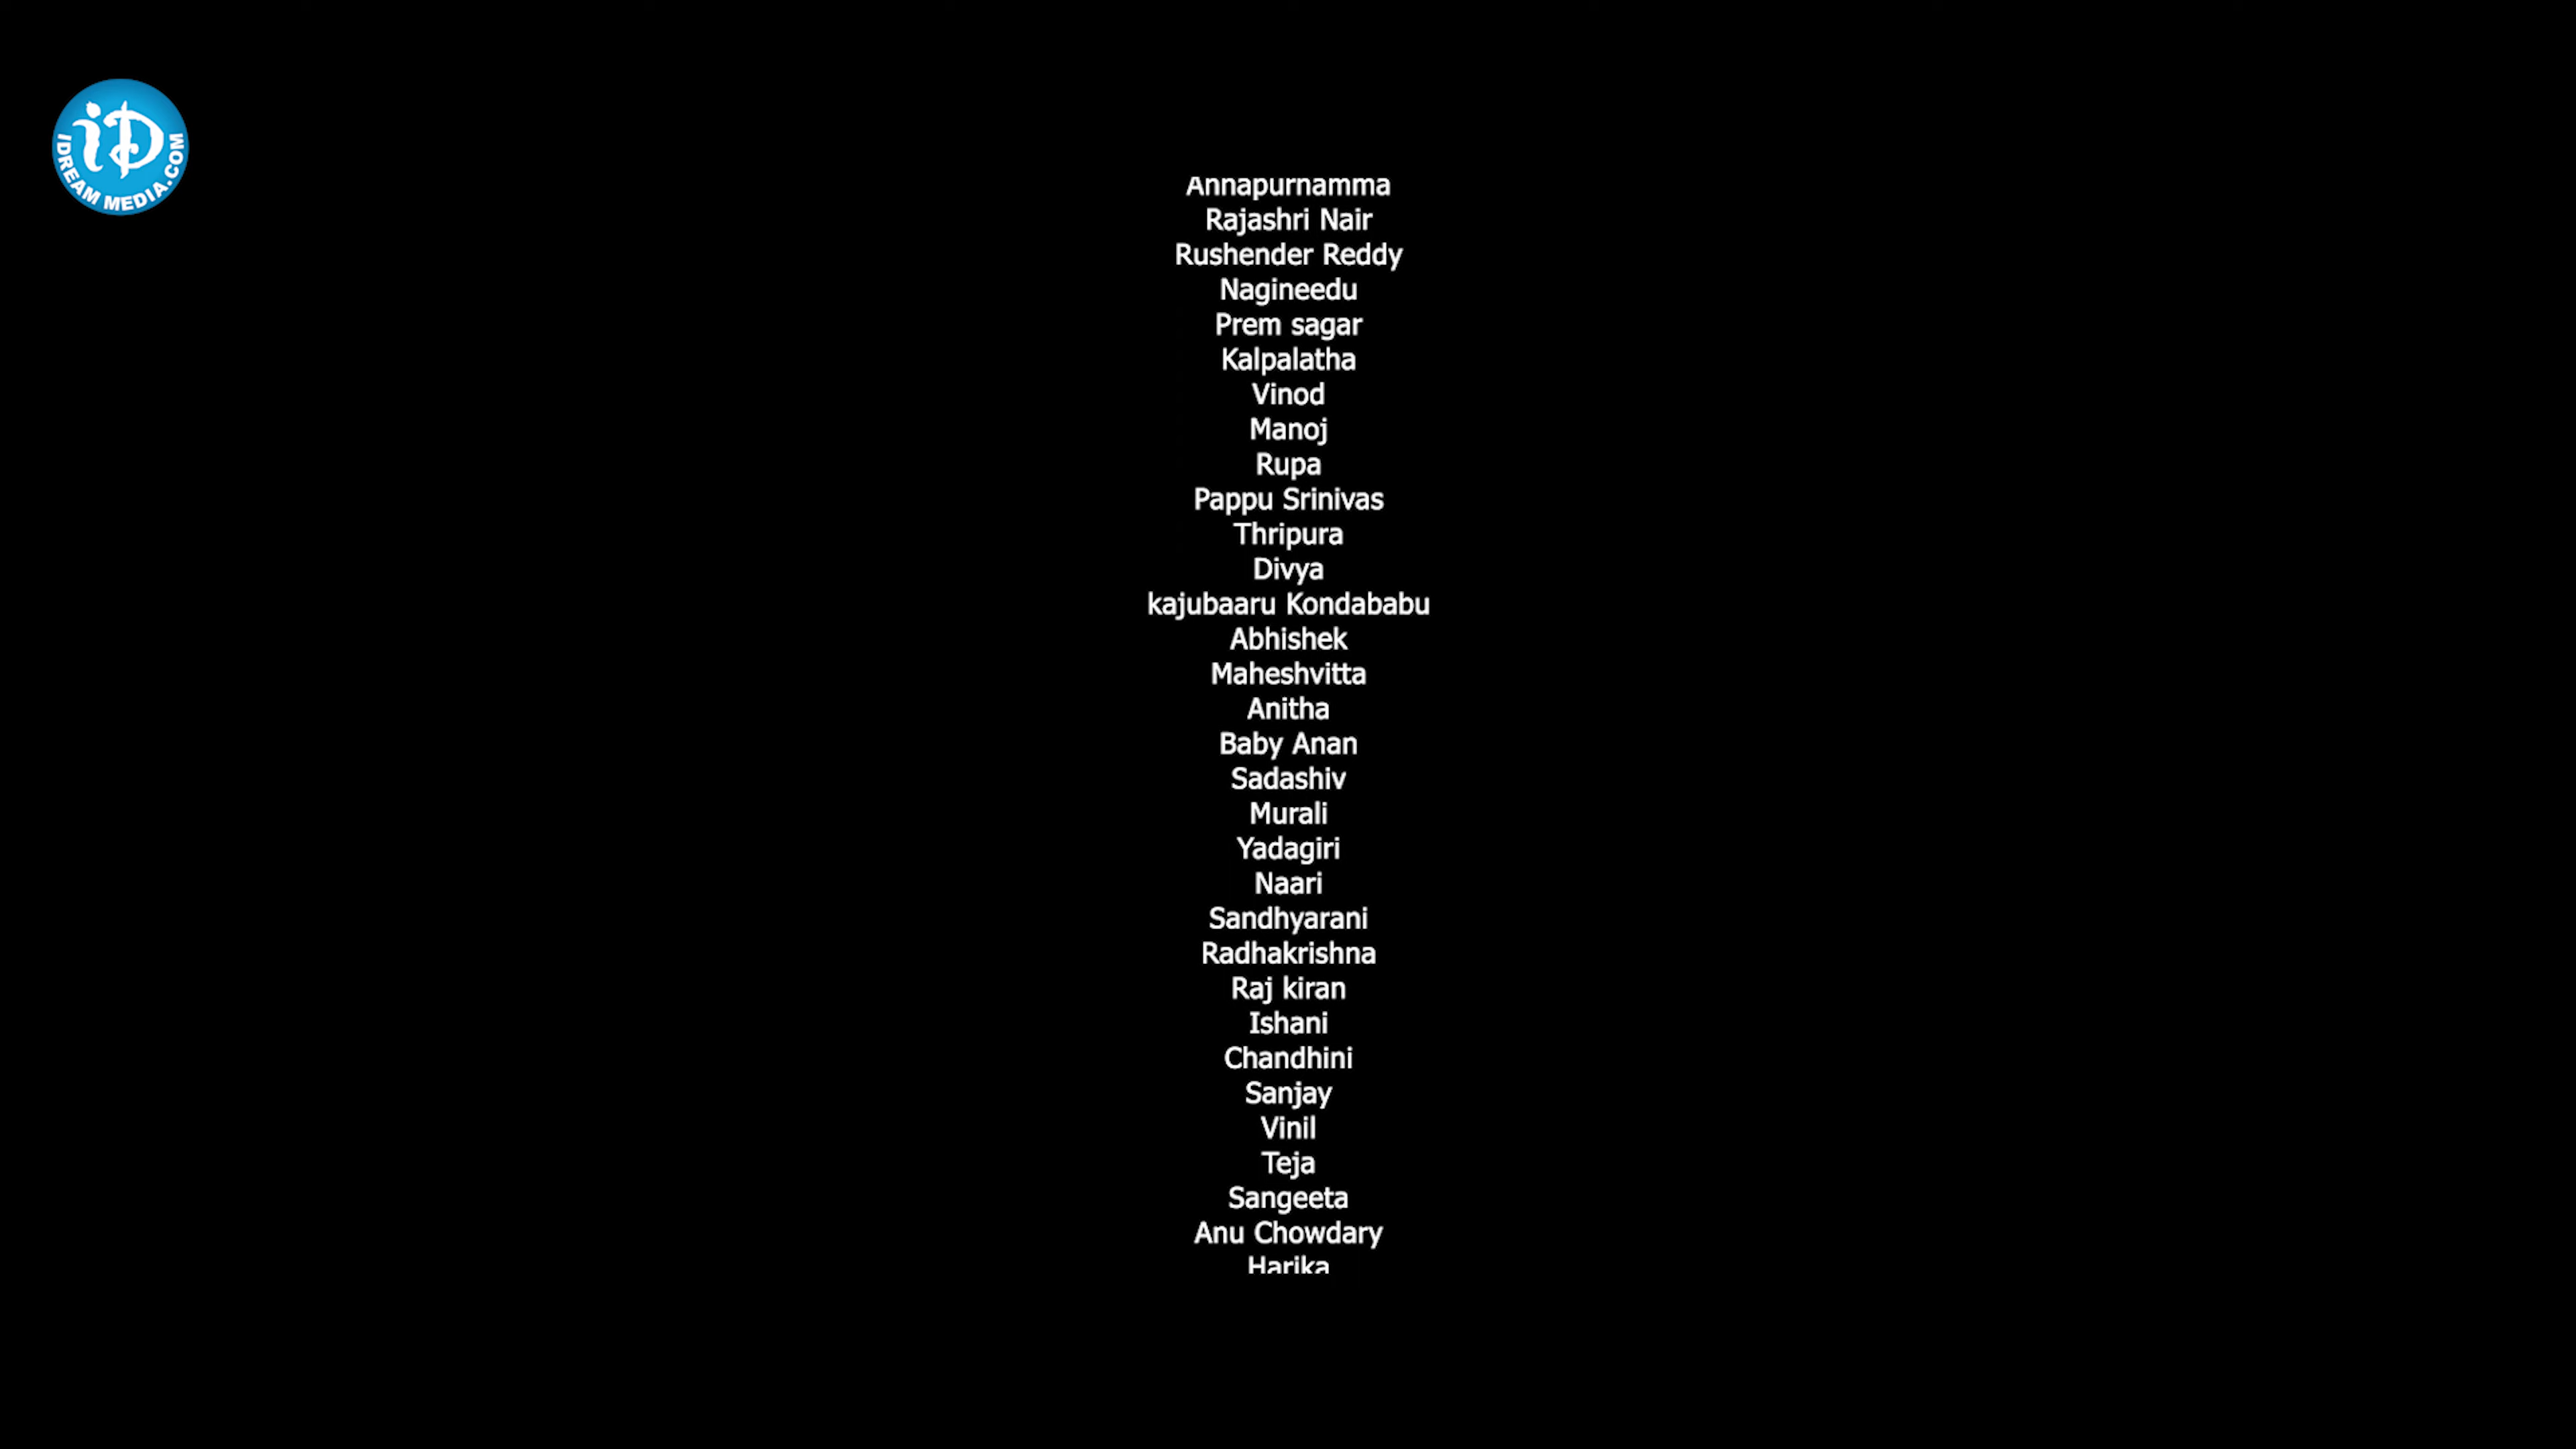 iD
IDREAM MEDIA.COM
Annapurnamma
Rajashri Nair
Rushender Reddy
Nagineedu
Prem sagar
Kalpalatha
Vinod
Manoj
Rupa
Pappu Srinivas
Thripura
Divya
kajubaaru Kondababu
Abhishek
Maheshvitta
Anitha
Baby Anan
Sadashiv
Murali
Yadagiri
Naari
Sandhyarani
Radhakrishna
Raj kiran
Ishani
Chandhini
Sanjay
Vinil
Teja
Sangeeta
Anu Chowdary
Harika